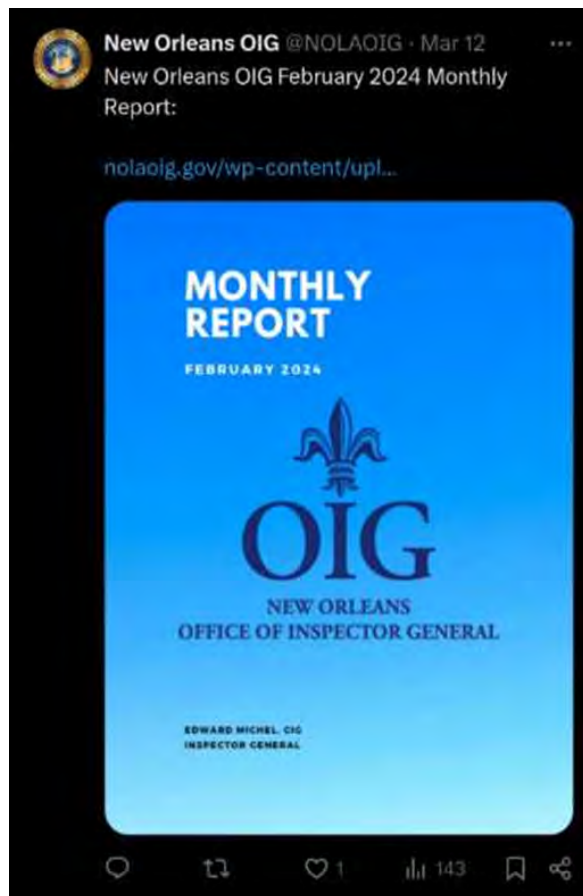 New Orleans OIG @NOLAOIG · Mar 12
New Orleans OIG February 2024 Monthly
Report:
nolaoig.gov/wp-content/upl...
MONTHLY
REPORT
FEBRUARY 2024
OIG
NEW ORLEANS
OFFICE OF INSPECTOR GENERAL
EDWARD MICHEL, CIG
INSPECTOR GENERAL
1 143